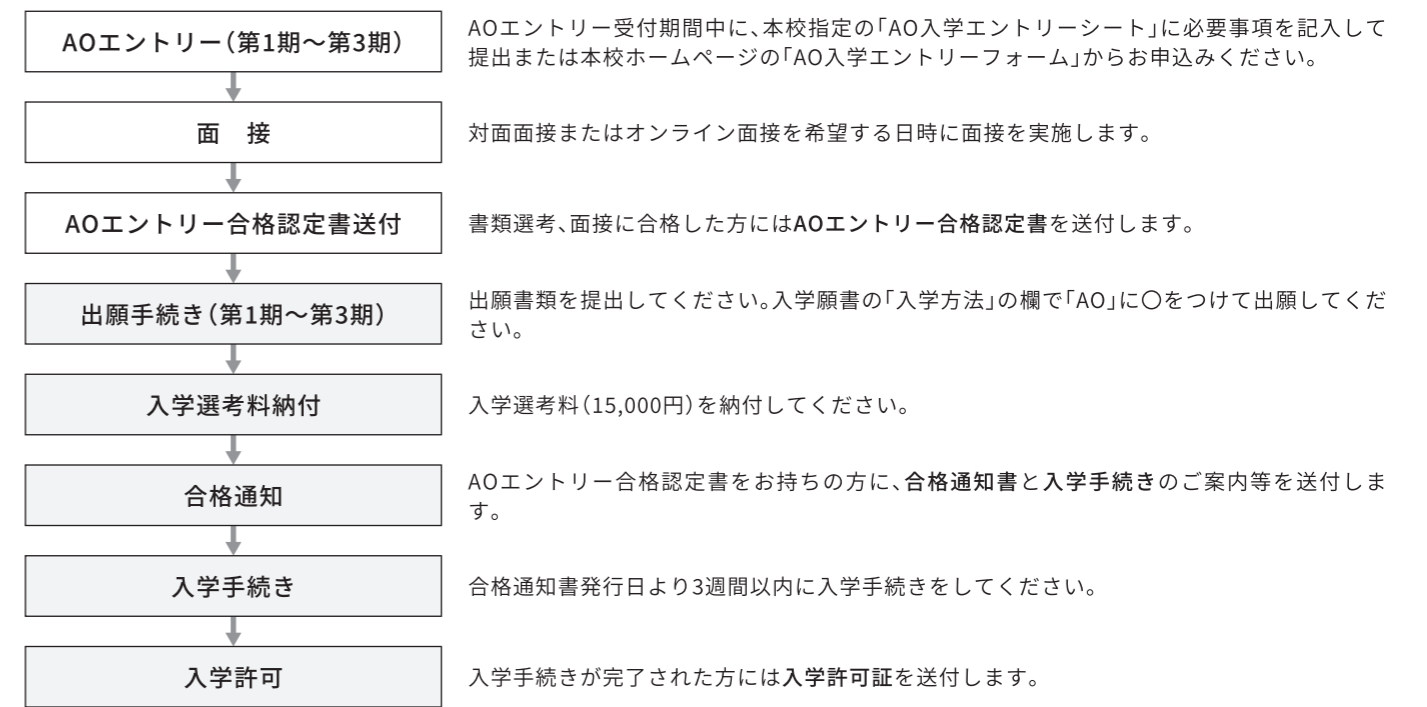 AOエントリー(第1期〜第3期)
AOエントリー受付期間中に、本校指定の「AO入学エントリーシート」に必要事項を記入して
提出または本校ホームページの「AO入学エントリーフォーム」からお申込みください。
面　接
対面面接またはオンライン面接を希望する日時に面接を実施します。
AOエントリー合格認定書送付
書類選考、面接に合格した方にはAOエントリー合格認定書を送付します。
出願手続き(第1期〜第3期)
出願書類を提出してください。入学願書の「入学方法」の欄で「AO」に〇をつけて出願してくだ
さい。
入学選考料納付
入学選考料(15,000円)を納付してください。
合格通知
AOエントリー合格認定書をお持ちの方に、合格通知書と入学手続きのご案内等を送付しま
す。
入学手続き
合格通知書発行日より3週間以内に入学手続きをしてください。
入学許可
入学手続きが完了された方には入学許可証を送付します。